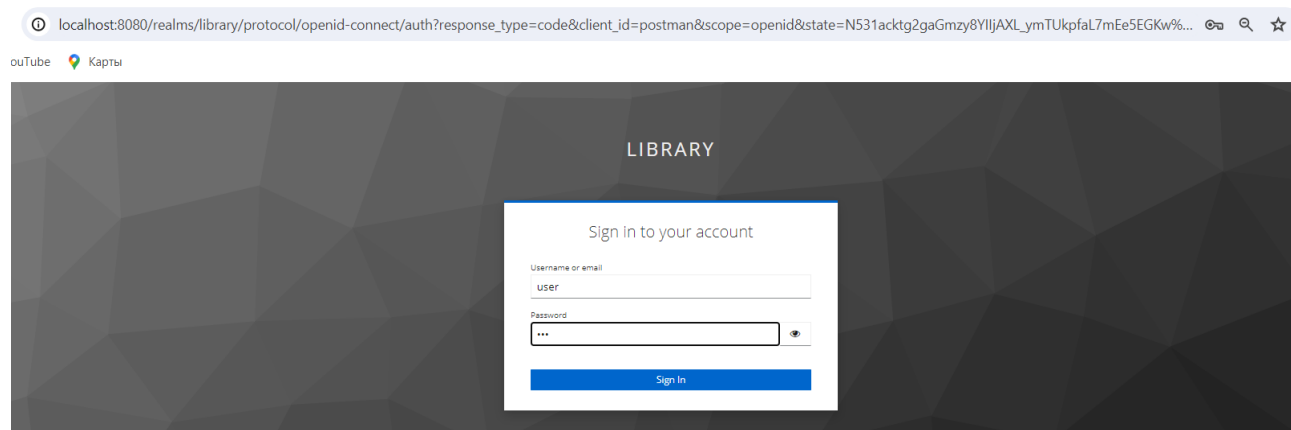 localhost:8080/realms/library/protocol/openid-connect/auth?response_type=code&client_id=postman&scope=openid&state=N531acktg2gaGmzy8YIIjAXL_ymTUkpfaL7mEe5EGKw%...
ouTube Карты
LIBRARY
Sign in to your account
Username or email
user
Password
•••
Sign In